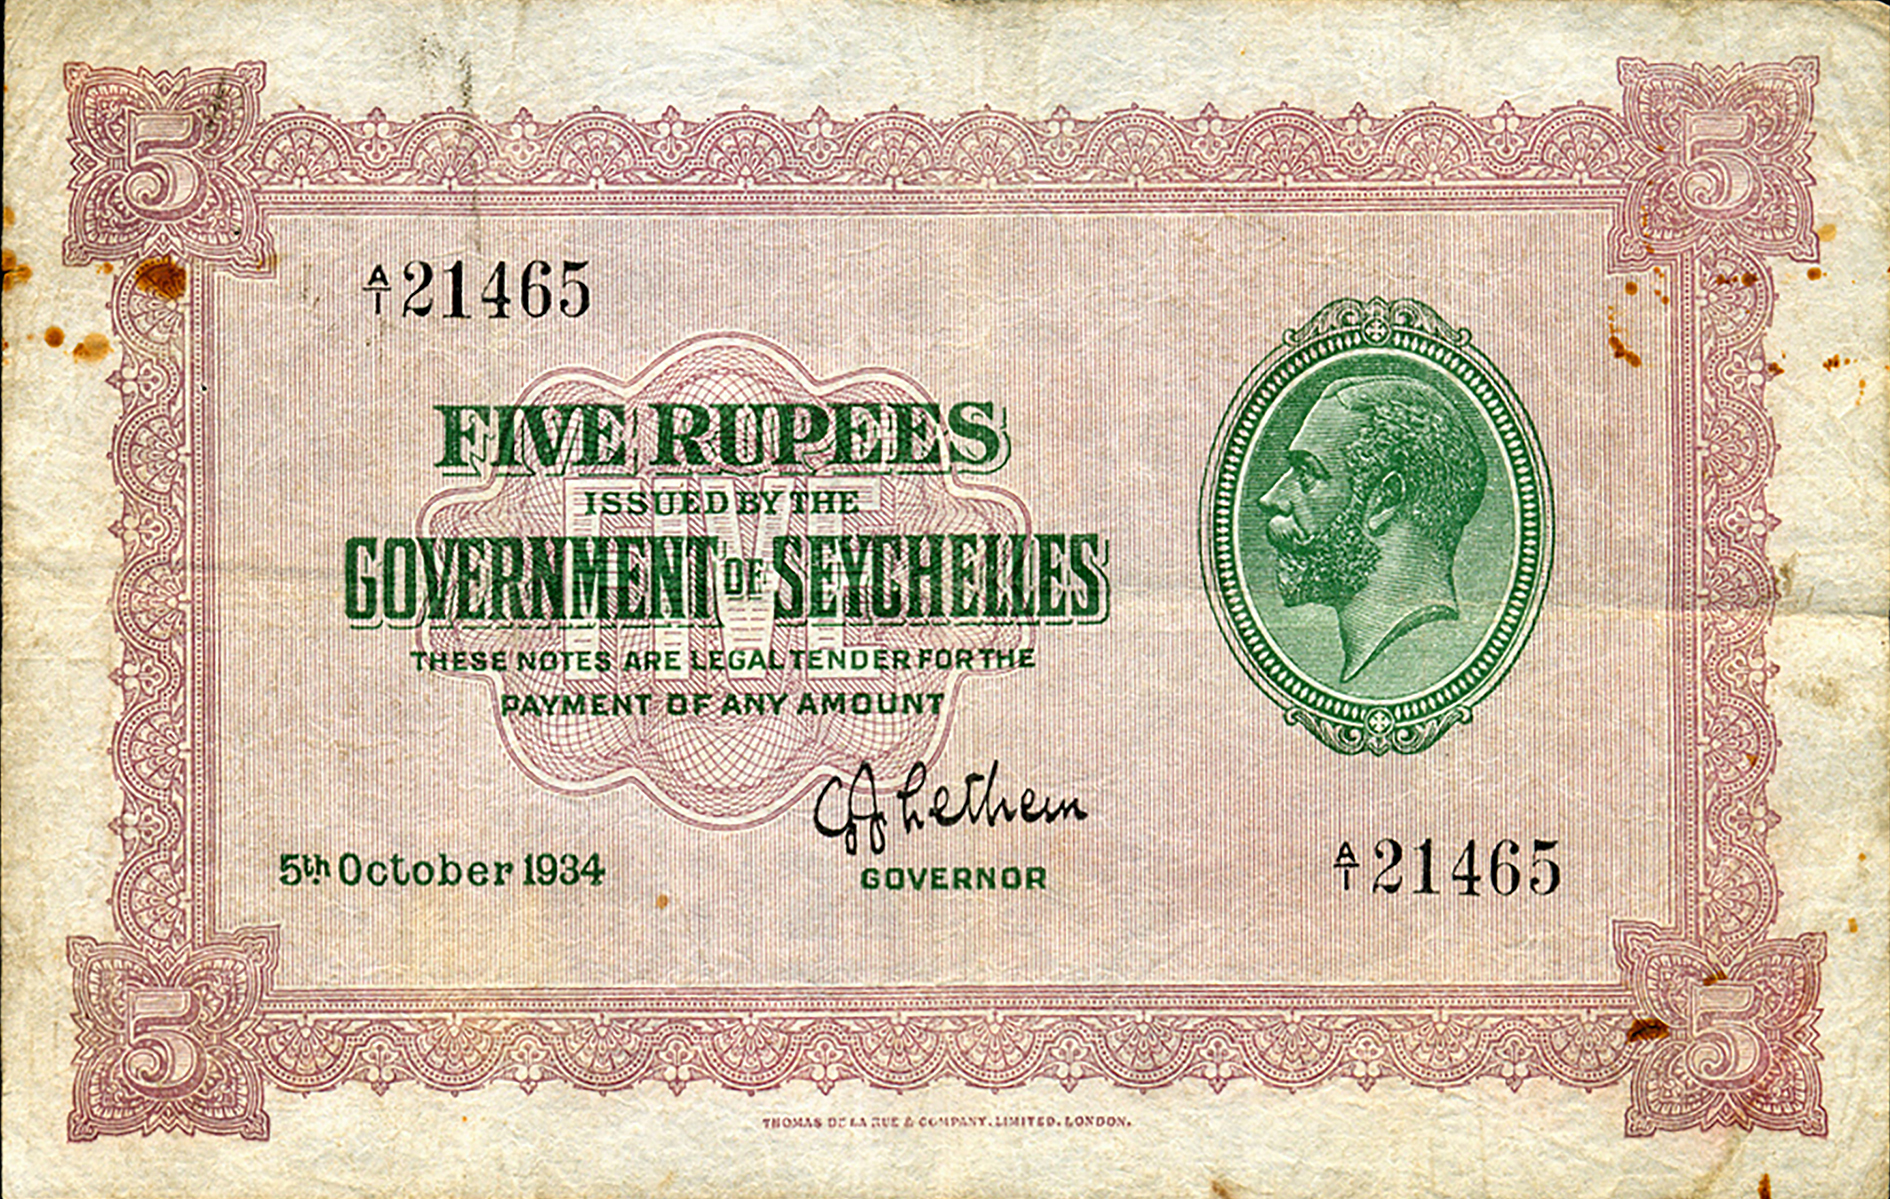 5 5
A/1 21465
FIVE RUPEES
ISSUED BY THE
GOVERNMENT OF SEYCHELLES
FIVE
THESE NOTES ARE LEGAL TENDER FOR THE
PAYMENT OF ANY AMOUNT
G J Lethem
5th October 1934
GOVERNOR
A/1 21465
5 5
THOMAS DE LA RUE & COMPANY, LIMITED, LONDON.